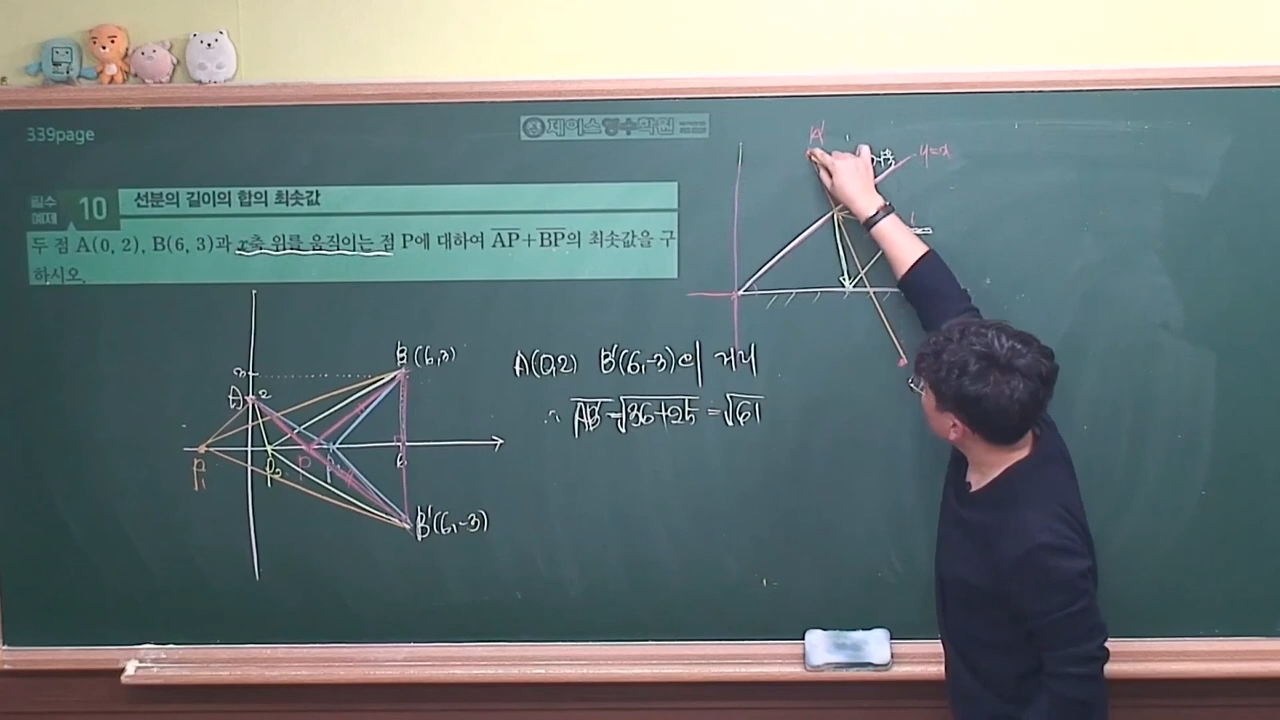 339page
제이스영수학원
필수
예제 10 선분의 길이의 합의 최솟값
두 점 A(0, 2), B(6, 3)과 x축 위를 움직이는 점 P에 대하여 AP+BP의 최솟값을 구
하시오.
A'
y=x
B(6,3)
3
A 2
P₁ P₂ P
6
B'(6,-3)
A(0,2) B'(6,-3)의 거리
∴ AB'=√36+25 = √61